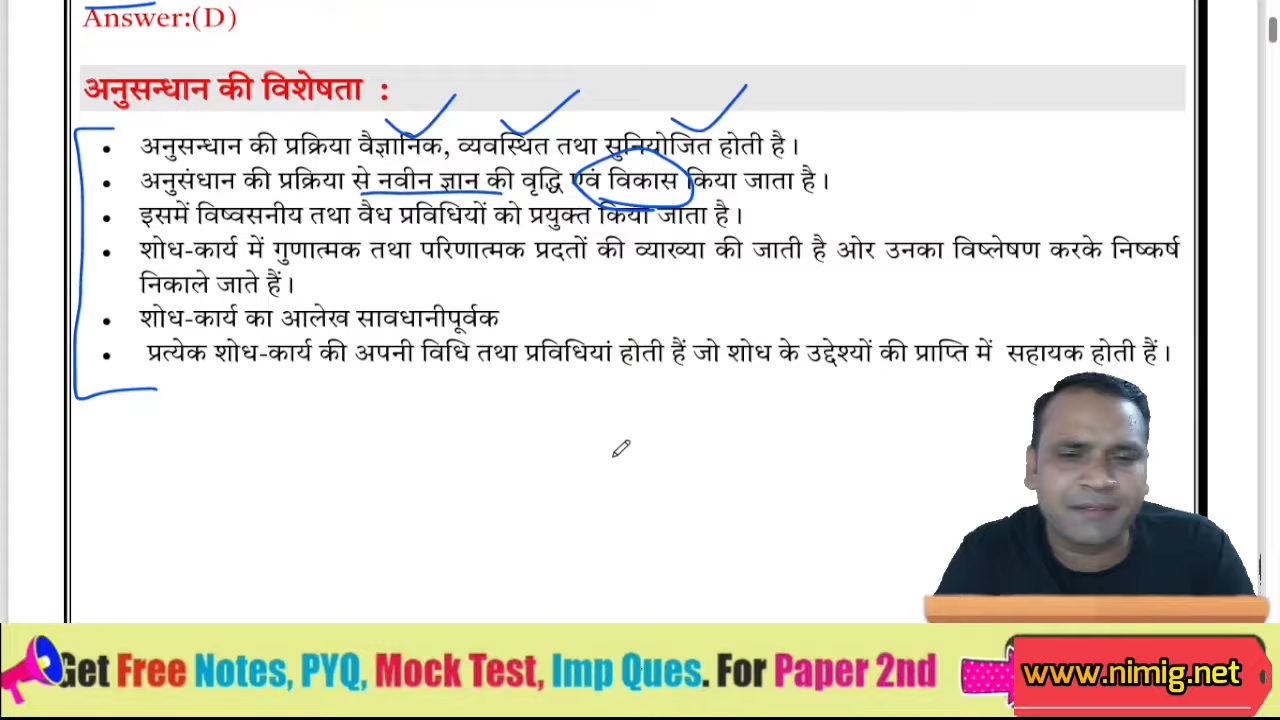 Answer:(D)
अनुसन्धान की विशेषता :
• अनुसन्धान की प्रक्रिया वैज्ञानिक, व्यवस्थित तथा सुनियोजित होती है।
• अनुसंधान की प्रक्रिया से नवीन ज्ञान की वृद्धि एवं विकास किया जाता है।
• इसमें विष्वसनीय तथा वैध प्रविधियों को प्रयुक्त किया जाता है।
• शोध-कार्य में गुणात्मक तथा परिणात्मक प्रदतों की व्याख्या की जाती है ओर उनका विष्लेषण करके निष्कर्ष
निकाले जाते हैं।
• शोध-कार्य का आलेख सावधानीपूर्वक
• प्रत्येक शोध-कार्य की अपनी विधि तथा प्रविधियां होती हैं जो शोध के उद्देश्यों की प्राप्ति में सहायक होती हैं।
Get Free Notes, PYQ, Mock Test, Imp Ques. For Paper 2nd
www.nimig.net